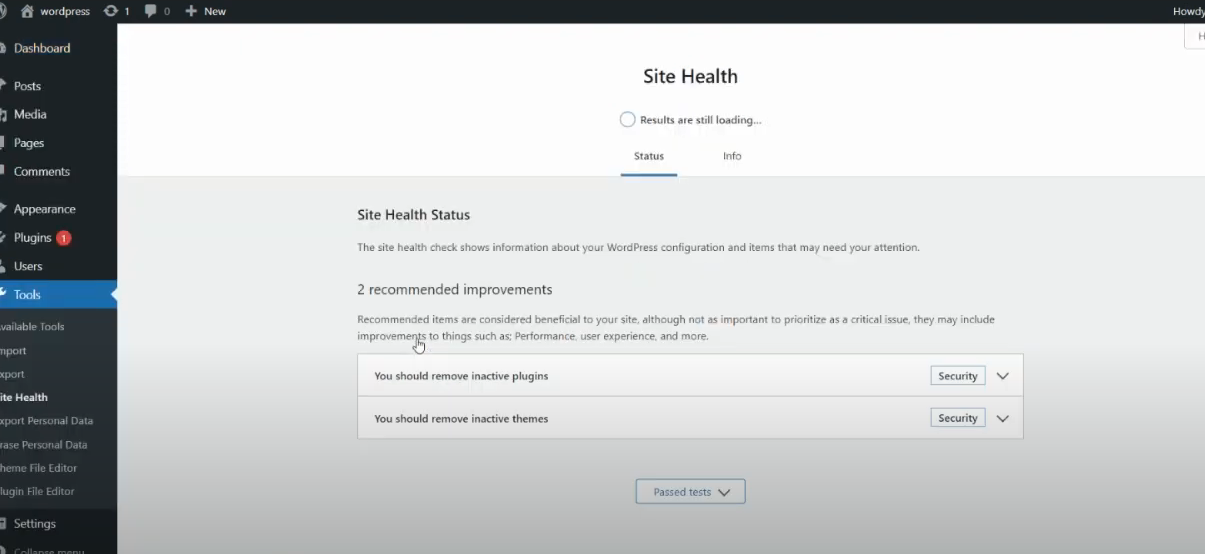 wordpress 1 0 New
Howdy
Dashboard
Posts
Media
Pages
Comments
Appearance
Plugins 1
Users
Tools
vailable Tools
mport
xport
ite Health
xport Personal Data
rase Personal Data
heme File Editor
lugin File Editor
Settings
Collapse menu
H
Site Health
Results are still loading...
Status Info
Site Health Status
The site health check shows information about your WordPress configuration and items that may need your attention.
2 recommended improvements
Recommended items are considered beneficial to your site, although not as important to prioritize as a critical issue, they may include
improvements to things such as; Performance, user experience, and more.
You should remove inactive plugins Security
You should remove inactive themes Security
Passed tests